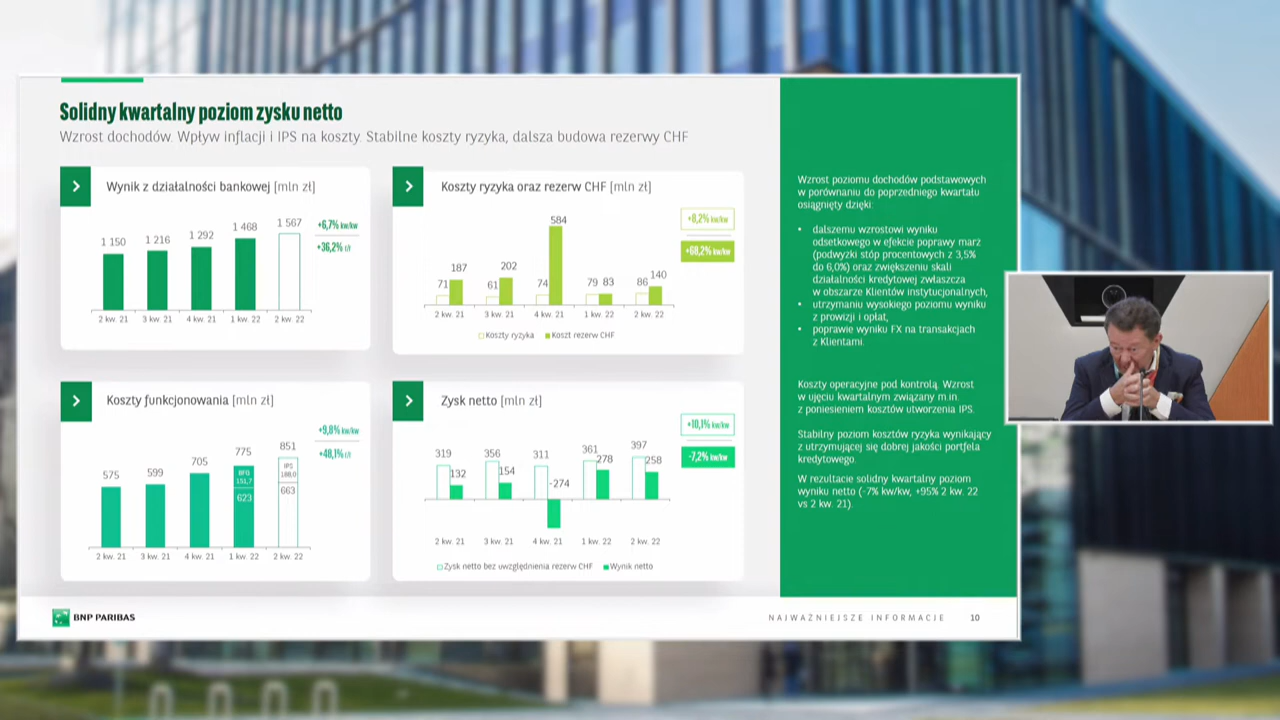 Solidny kwartalny poziom zysku netto
Wzrost dochodów. Wpływ inflacji i IPS na koszty. Stabilne koszty ryzyka, dalsza budowa rezerwy CHF
Wynik z działalności bankowej [mln zł]
1 150
1 216
1 292
1 468
1 567
+6,7% kw/kw
+36,2% r/r
2 kw. 21
3 kw. 21
4 kw. 21
1 kw. 22
2 kw. 22
Koszty ryzyka oraz rezerw CHF [mln zł]
71
187
61
202
74
584
79
83
86
140
+8,2% kw/kw
+68,2% kw/kw
2 kw. 21
3 kw. 21
4 kw. 21
1 kw. 22
2 kw. 22
Koszty ryzyka
Koszt rezerw CHF
Koszty funkcjonowania [mln zł]
575
599
705
775
BFG
151,7
623
851
IPS
188,0
663
+9,8% kw/kw
+48,1% r/r
2 kw. 21
3 kw. 21
4 kw. 21
1 kw. 22
2 kw. 22
Zysk netto [mln zł]
319
132
356
154
311
-274
361
278
397
258
+10,1% kw/kw
-7,2% kw/kw
2 kw. 21
3 kw. 21
4 kw. 21
1 kw. 22
2 kw. 22
Zysk netto bez uwzględnienia rezerw CHF
Wynik netto
Wzrost poziomu dochodów podstawowych
w porównaniu do poprzedniego kwartału
osiągnięty dzięki:
• dalszemu wzrostowi wyniku
odsetkowego w efekcie poprawy marż
(podwyżki stóp procentowych z 3,5%
do 6,0%) oraz zwiększeniu skali
działalności kredytowej zwłaszcza
w obszarze Klientów instytucjonalnych,
• utrzymaniu wysokiego poziomu wyniku
z prowizji i opłat,
• poprawie wyniku FX na transakcjach
z Klientami.
Koszty operacyjne pod kontrolą. Wzrost
w ujęciu kwartalnym związany m.in.
z poniesieniem kosztów utworzenia IPS.
Stabilny poziom kosztów ryzyka wynikający
z utrzymującej się dobrej jakości portfela
kredytowego.
W rezultacie solidny kwartalny poziom
wyniku netto (-7% kw/kw, +95% 2 kw. 22
vs 2 kw. 21).
BNP PARIBAS
NAJWAŻNIEJSZE INFORMACJE
10